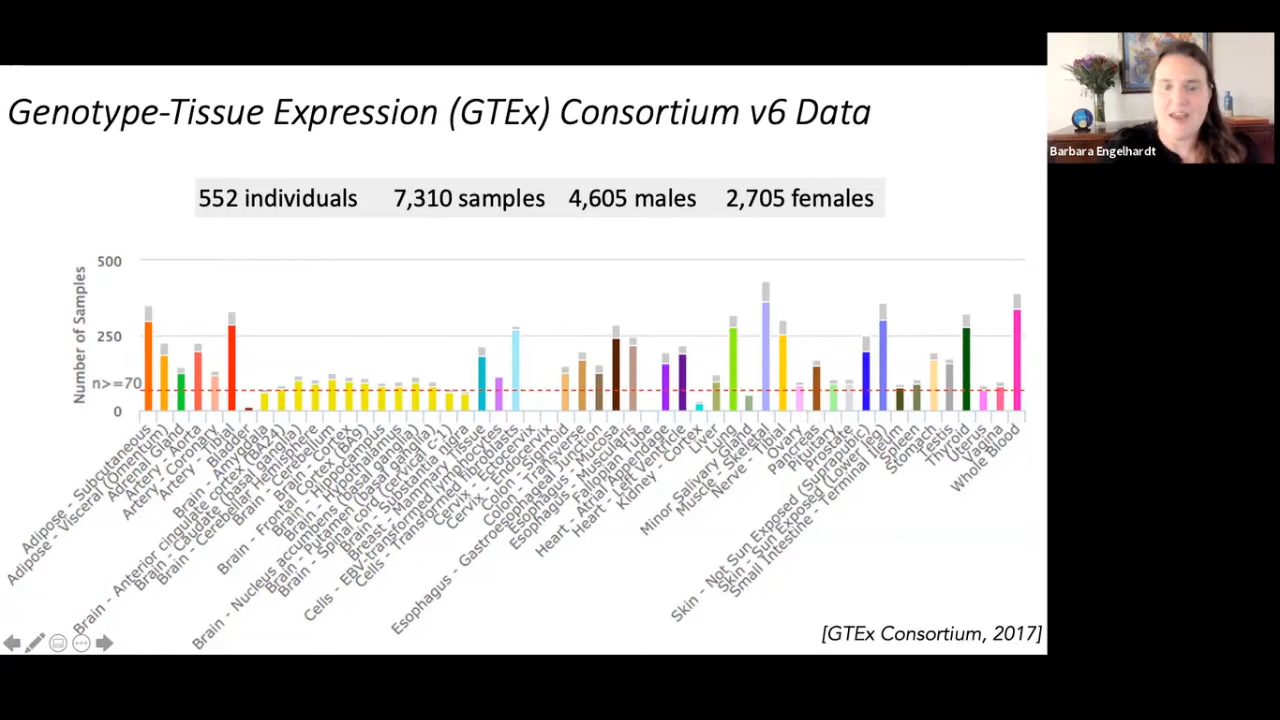 Genotype-Tissue Expression (GTEx) Consortium v6 Data
Barbara Engelhardt
552 individuals 7,310 samples 4,605 males 2,705 females
Number of Samples
500
250
n>=70
0
Adipose - Subcutaneous
Adipose - Visceral (Omentum)
Adrenal Gland
Artery - Aorta
Artery - Coronary
Artery - Tibial
Bladder
Brain - Amygdala
Brain - Anterior cingulate cortex (BA24)
Brain - Caudate (basal ganglia)
Brain - Cerebellar Hemisphere
Brain - Cerebellum
Brain - Cortex
Brain - Frontal Cortex (BA9)
Brain - Hippocampus
Brain - Hypothalamus
Brain - Nucleus accumbens (basal ganglia)
Brain - Putamen (basal ganglia)
Brain - Spinal cord (cervical c-1)
Brain - Substantia nigra
Breast - Mammary Tissue
Cells - EBV-transformed lymphocytes
Cells - Transformed fibroblasts
Cervix - Ectocervix
Cervix - Endocervix
Colon - Sigmoid
Colon - Transverse
Esophagus - Gastroesophageal Junction
Esophagus - Mucosa
Esophagus - Muscularis
Fallopian Tube
Heart - Atrial Appendage
Heart - Left Ventricle
Kidney - Cortex
Liver
Lung
Minor Salivary Gland
Muscle - Skeletal
Nerve - Tibial
Ovary
Pancreas
Pituitary
Prostate
Skin - Not Sun Exposed (Suprapubic)
Skin - Sun Exposed (Lower leg)
Small Intestine - Terminal Ileum
Spleen
Stomach
Testis
Thyroid
Uterus
Vagina
Whole Blood
[GTEx Consortium, 2017]